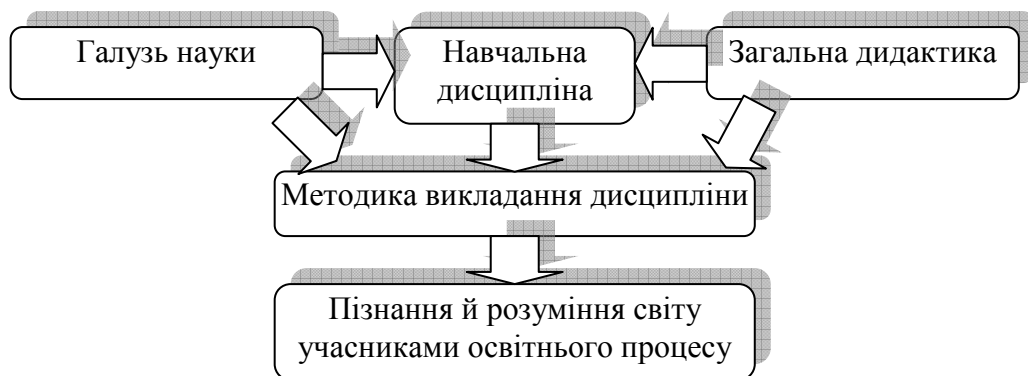 Галузь науки
Навчальна
дисципліна
Загальна дидактика
Методика викладання дисципліни
Пізнання й розуміння світу
учасниками освітнього процесу